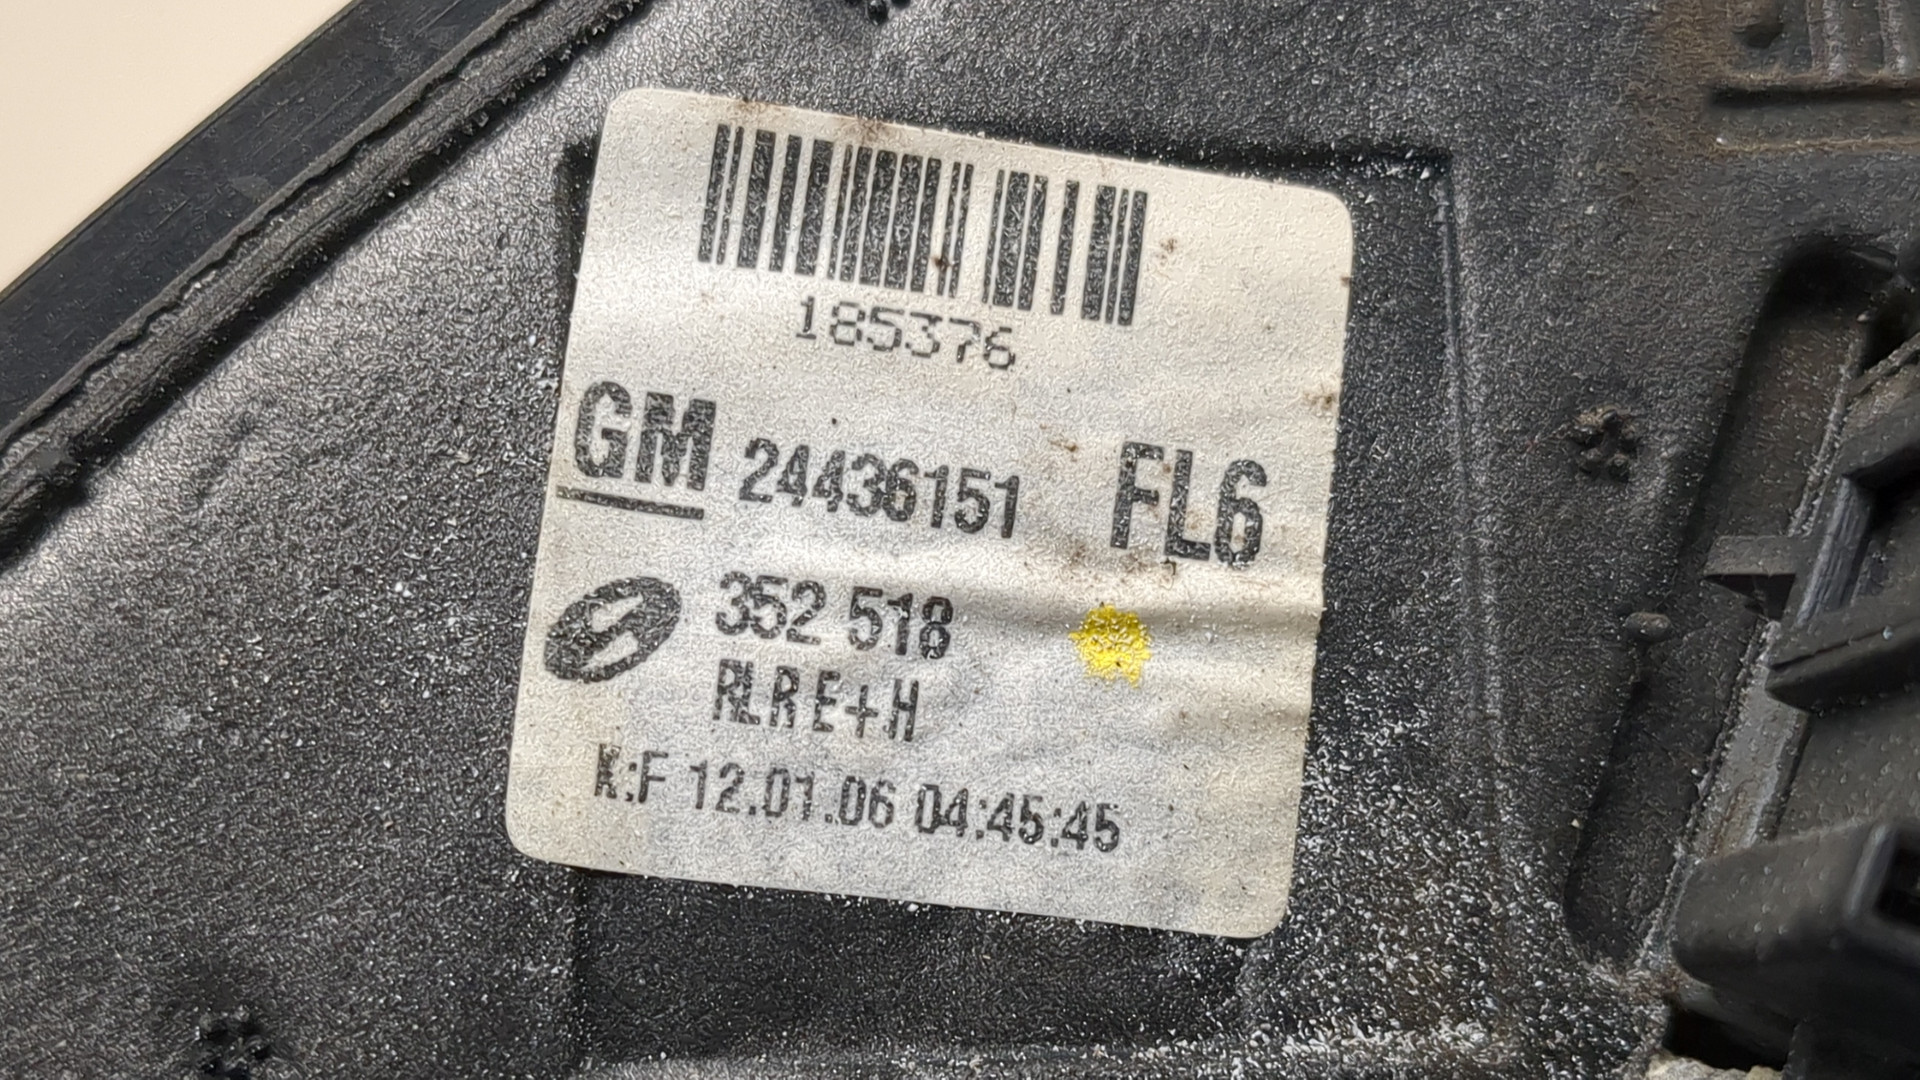 185376
GM 24436151 FL6
352 518
RLR E+H
K:F 12.01.06 04:45:45